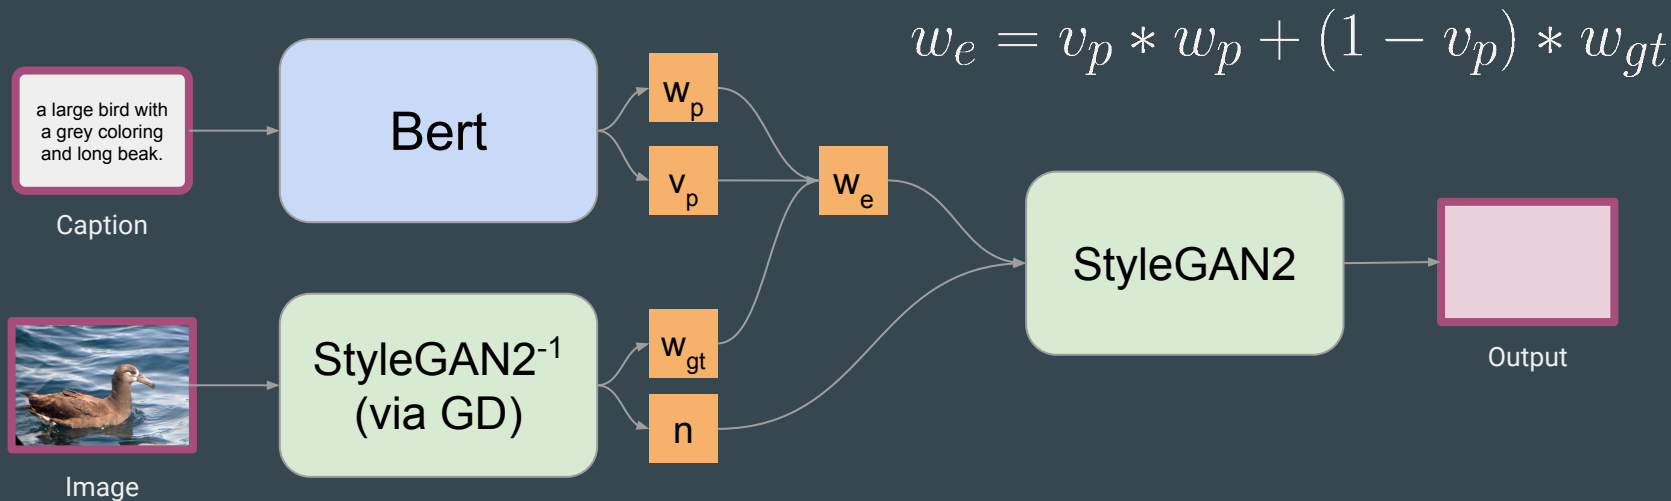 w_e = v_p * w_p + (1 − v_p) * w_gt
a large bird with
a grey coloring
and long beak.
Caption
Bert
w_p
v_p
w_e
StyleGAN2
Output
Image
StyleGAN2^-1
(via GD)
w_gt
n